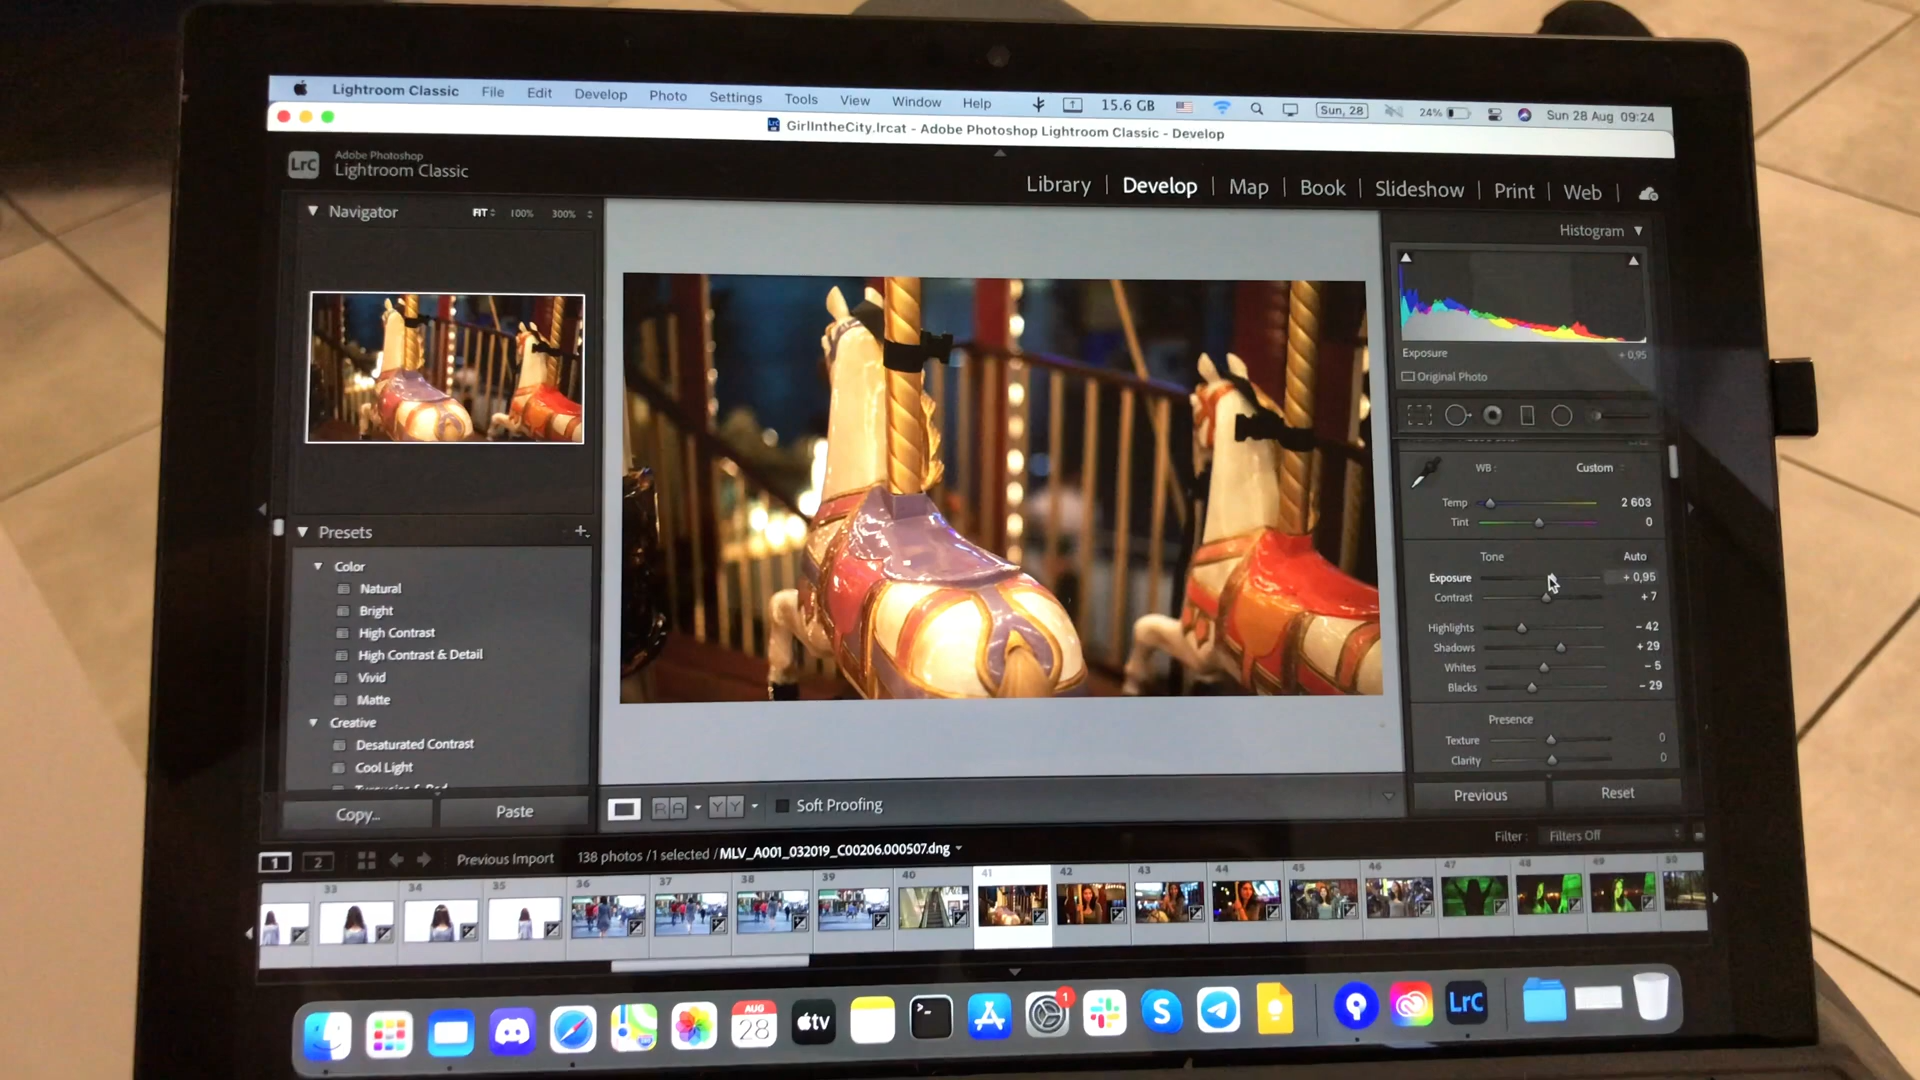 Lightroom Classic File Edit Develop Photo Settings Tools View Window Help 15.6 GB Sun, 28 24% Sun 28 Aug 09:24
LrC GirlIntheCity.lrcat - Adobe Photoshop Lightroom Classic - Develop
LrC Adobe Photoshop
Lightroom Classic
Library | Develop | Map | Book | Slideshow | Print | Web |
Navigator FIT 100% 300%
Histogram
Exposure + 0,95
Original Photo
WB: Custom
Temp 2 603
Tint 0
Tone Auto
Exposure + 0,95
Contrast + 7
Highlights - 42
Shadows + 29
Whites - 5
Blacks - 29
Presence
Texture 0
Clarity 0
Previous Reset
Presets +
Color
Natural
Bright
High Contrast
High Contrast & Detail
Vivid
Matte
Creative
Desaturated Contrast
Cool Light
Copy... Paste
R A Y Y Soft Proofing
Filter: Filters Off
1 2 Previous Import 138 photos /1 selected /MLV_A001_032019_C00206.000507.dng
33 34 35 36 37 38 39 40 41 42 43 44 45 46 47 48 49 50
AUG
28
tv
1
S
LrC